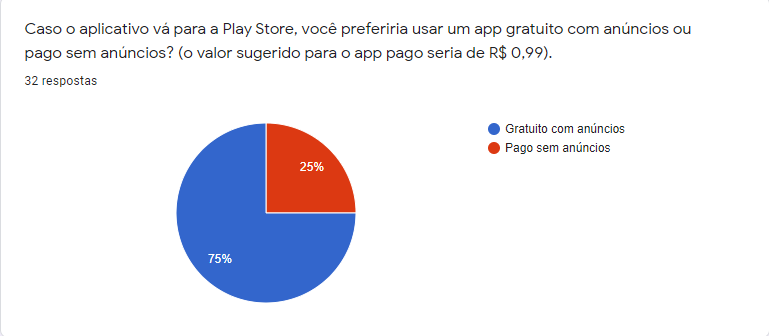 Caso o aplicativo vá para a Play Store, você preferiria usar um app gratuito com anúncios ou
pago sem anúncios? (o valor sugerido para o app pago seria de R$ 0,99).
32 respostas
Gratuito com anúncios
Pago sem anúncios
25%
75%